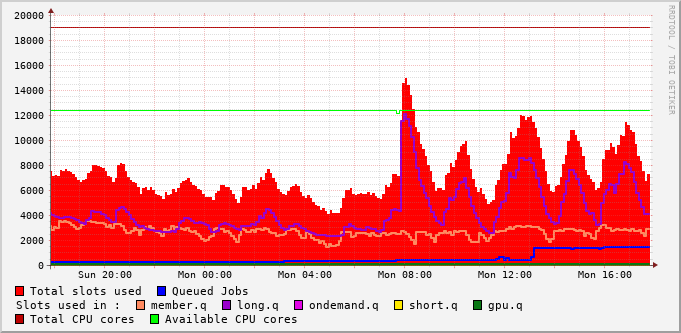 20000
18000
16000
14000
12000
10000
8000
6000
4000
2000
0
Sun 20:00 Mon 00:00 Mon 04:00 Mon 08:00 Mon 12:00 Mon 16:00
RRDTOOL / TOBI OETIKER
Total slots used Queued Jobs
Slots used in : member.q long.q ondemand.q short.q gpu.q
Total CPU cores Available CPU cores